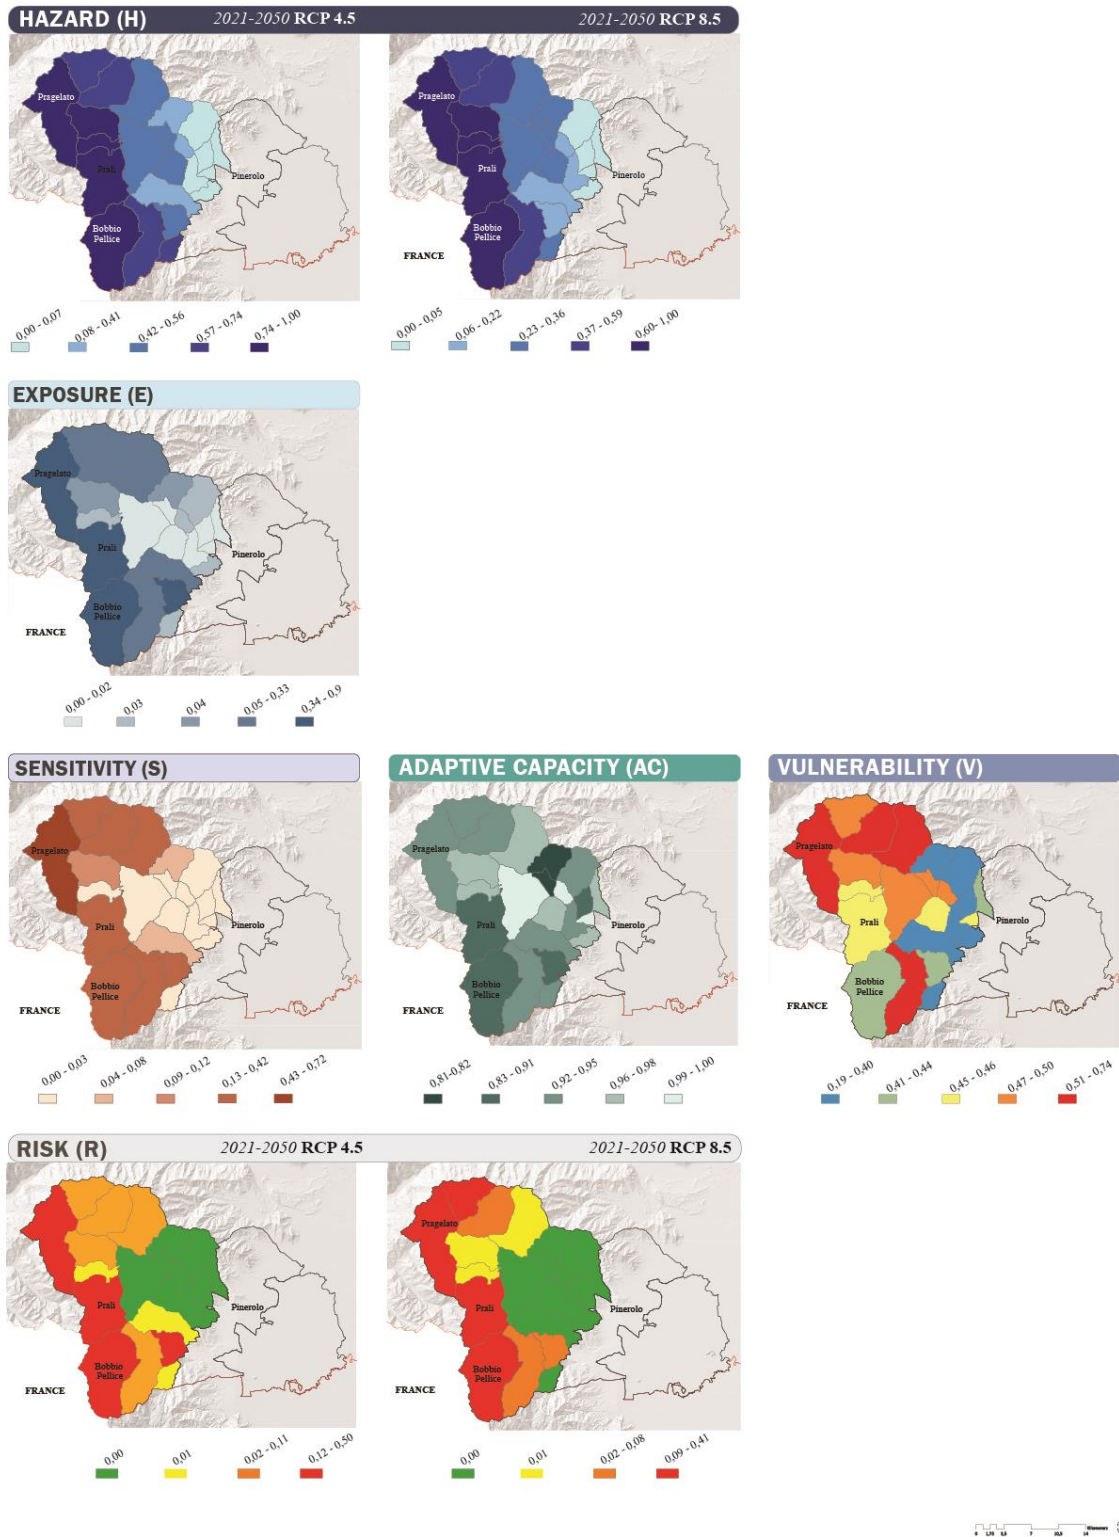 HAZARD (H) 2021-2050 RCP 4.5 2021-2050 RCP 8.5
Pragelato
Prali
Pinerolo
Bobbio
Pellice
Pragelato
Prali
Pinerolo
Bobbio
Pellice
FRANCE
0,00 - 0,07 0,08 - 0,41 0,42 - 0,56 0,57 - 0,74 0,74 - 1,00
0,00 - 0,05 0,06 - 0,22 0,23 - 0,36 0,37 - 0,59 0,60- 1,00
EXPOSURE (E)
Pragelato
Prali
Pinerolo
Bobbio
Pellice
FRANCE
0,00 - 0,02 0,03 0,04 0,05 - 0,33 0,34 - 0,9
SENSITIVITY (S)
Pragelato
Prali
Pinerolo
Bobbio
Pellice
FRANCE
0,00 - 0,03 0,04 - 0,08 0,09 - 0,12 0,13 - 0,42 0,43 - 0,72
ADAPTIVE CAPACITY (AC)
Pragelato
Prali
Pinerolo
Bobbio
Pellice
FRANCE
0,81-0,82 0,83 - 0,91 0,92 - 0,95 0,96 - 0,98 0,99 - 1,00
VULNERABILITY (V)
Pragelato
Prali
Pinerolo
Bobbio
Pellice
FRANCE
0,19 - 0,40 0,41 - 0,44 0,45 - 0,46 0,47 - 0,50 0,51 - 0,74
RISK (R) 2021-2050 RCP 4.5 2021-2050 RCP 8.5
Prali
Pinerolo
Bobbio
Pellice
FRANCE
0,00 0,01 0,02 - 0,11 0,12 - 0,50
Pragelato
Prali
Pinerolo
Bobbio
Pellice
FRANCE
0,00 0,01 0,02 - 0,08 0,09 - 0,41